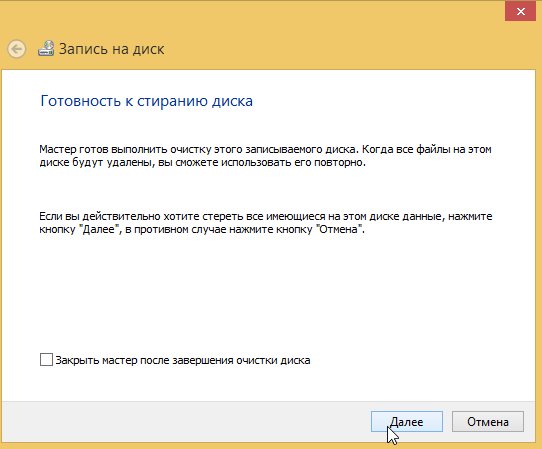 Запись на диск
Готовность к стиранию диска
Мастер готов выполнить очистку этого записываемого диска. Когда все файлы на этом
диске будут удалены, вы сможете использовать его повторно.
Если вы действительно хотите стереть все имеющиеся на этом диске данные, нажмите
кнопку "Далее", в противном случае нажмите кнопку "Отмена".
Закрыть мастер после завершения очистки диска
Далее Отмена